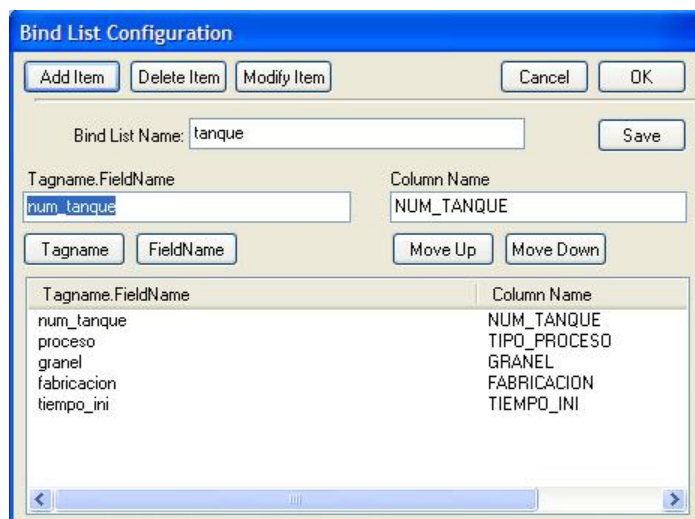 Bind List Configuration
Add Item Delete Item Modify Item Cancel OK
Bind List Name: tanque Save
Tagname.FieldName Column Name
num_tanque NUM_TANQUE
Tagname FieldName Move Up Move Down
Tagname.FieldName Column Name
num_tanque NUM_TANQUE
proceso TIPO_PROCESO
granel GRANEL
fabricacion FABRICACION
tiempo_ini TIEMPO_INI